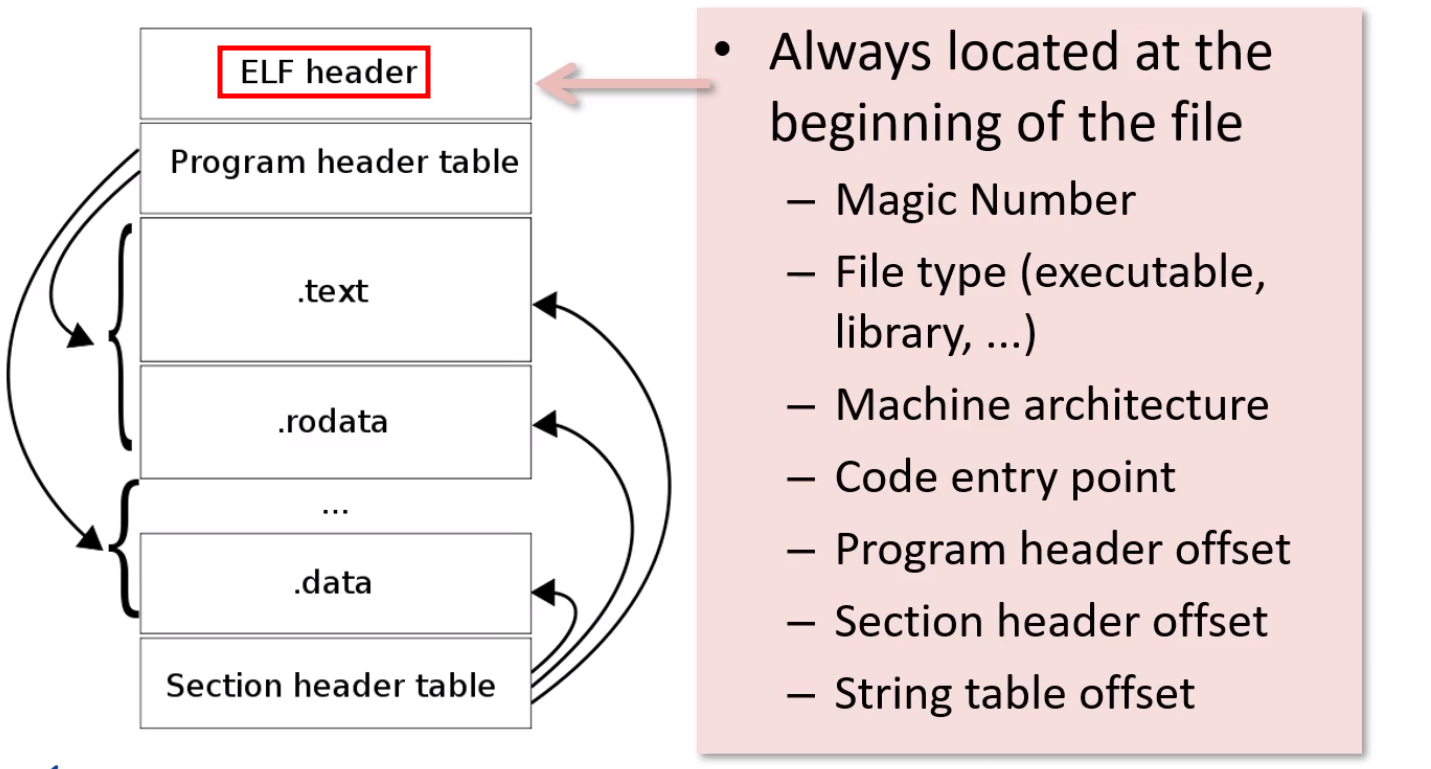 ELF header
Program header table
.text
.rodata
...
.data
Section header table
• Always located at the
beginning of the file
– Magic Number
– File type (executable,
library, ...)
– Machine architecture
– Code entry point
– Program header offset
– Section header offset
– String table offset